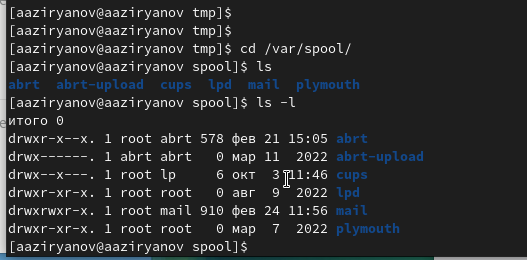 [aaziryanov@aaziryanov tmp]$
[aaziryanov@aaziryanov tmp]$
[aaziryanov@aaziryanov tmp]$ cd /var/spool/
[aaziryanov@aaziryanov spool]$ ls
abrt abrt-upload cups lpd mail plymouth
[aaziryanov@aaziryanov spool]$ ls -l
итого 0
drwxr-x--x. 1 root abrt 578 фев 21 15:05 abrt
drwx------. 1 abrt abrt 0 мар 11 2022 abrt-upload
drwx--x---. 1 root lp 6 окт 3 11:46 cups
drwxr-xr-x. 1 root root 0 авг 9 2022 lpd
drwxrwxr-x. 1 root mail 910 фев 24 11:56 mail
drwxr-xr-x. 1 root root 0 мар 7 2022 plymouth
[aaziryanov@aaziryanov spool]$